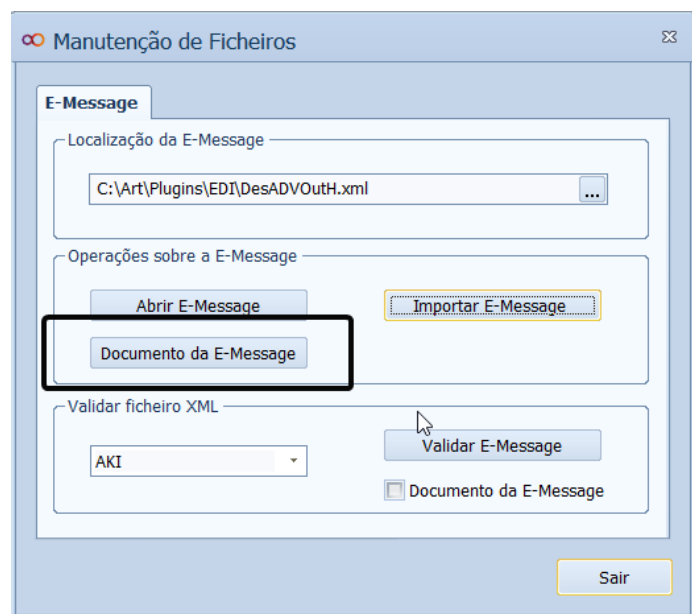 Manutenção de Ficheiros
E-Message
Localização da E-Message
C:\Art\Plugins\EDI\DesADVOutH.xml
...
Operações sobre a E-Message
Abrir E-Message
Importar E-Message
Documento da E-Message
Validar ficheiro XML
AKI
Validar E-Message
Documento da E-Message
Sair